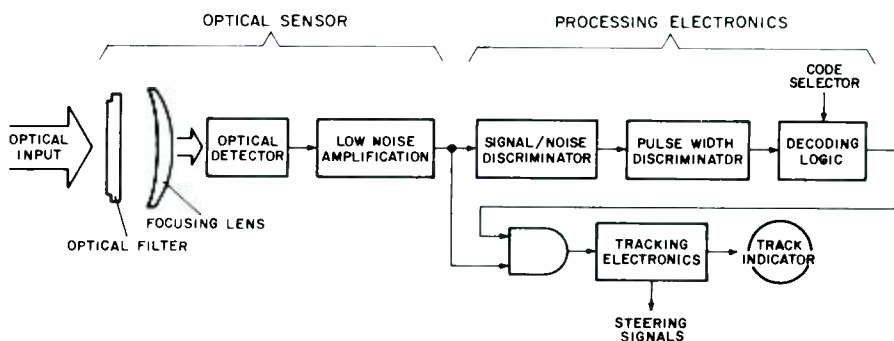 OPTICAL SENSOR
PROCESSING ELECTRONICS
CODE
SELECTOR
OPTICAL
INPUT
OPTICAL
DETECTOR
LOW NOISE
AMPLIFICATION
SIGNAL/NOISE
DISCRIMINATOR
PULSE WIDTH
DISCRIMINATOR
DECODING
LOGIC
FOCUSING LENS
OPTICAL FILTER
TRACKING
ELECTRONICS
TRACK
INDICATOR
STEERING
SIGNALS